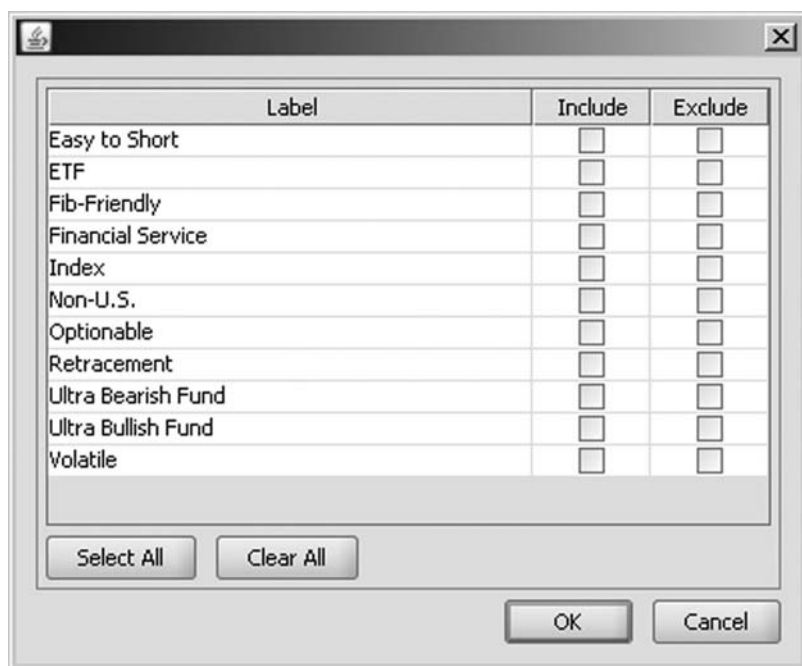 Label Include Exclude
Easy to Short
ETF
Fib-Friendly
Financial Service
Index
Non-U.S.
Optionable
Retracement
Ultra Bearish Fund
Ultra Bullish Fund
Volatile
Select All Clear All
OK Cancel